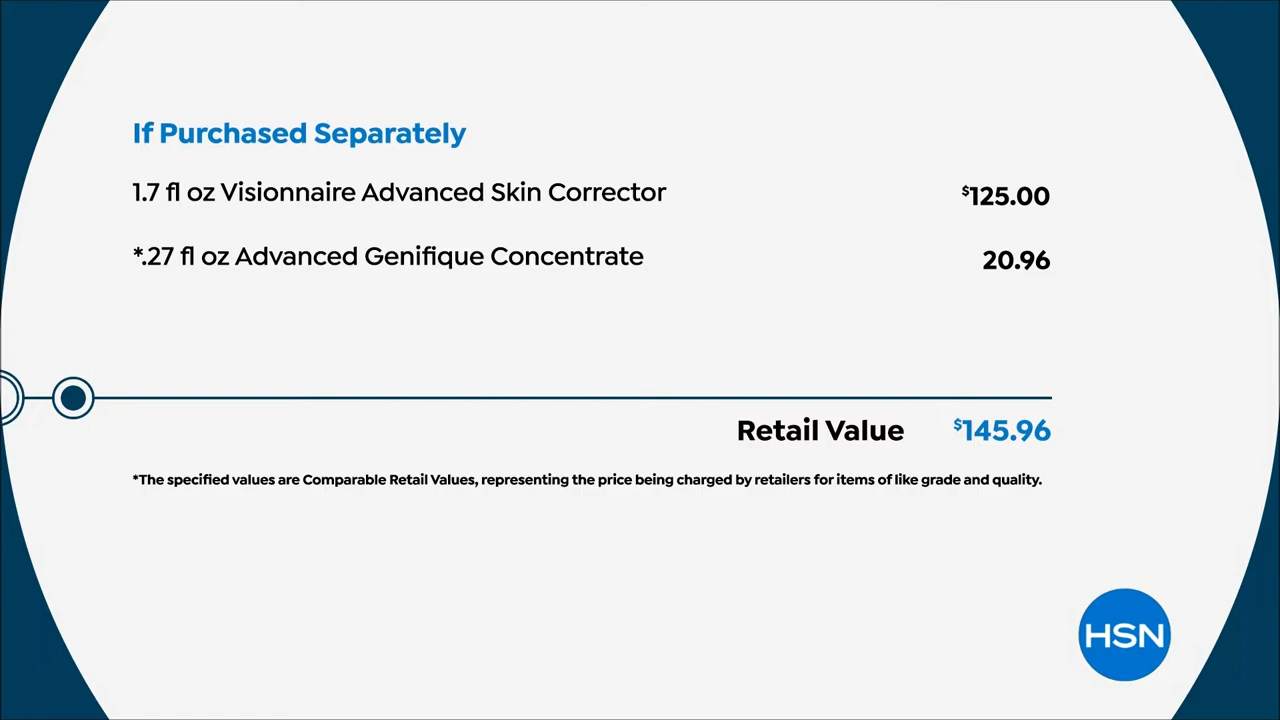 If Purchased Separately
1.7 fl oz Visionnaire Advanced Skin Corrector $125.00
*.27 fl oz Advanced Genifique Concentrate 20.96
Retail Value $145.96
*The specified values are Comparable Retail Values, representing the price being charged by retailers for items of like grade and quality.
HSN